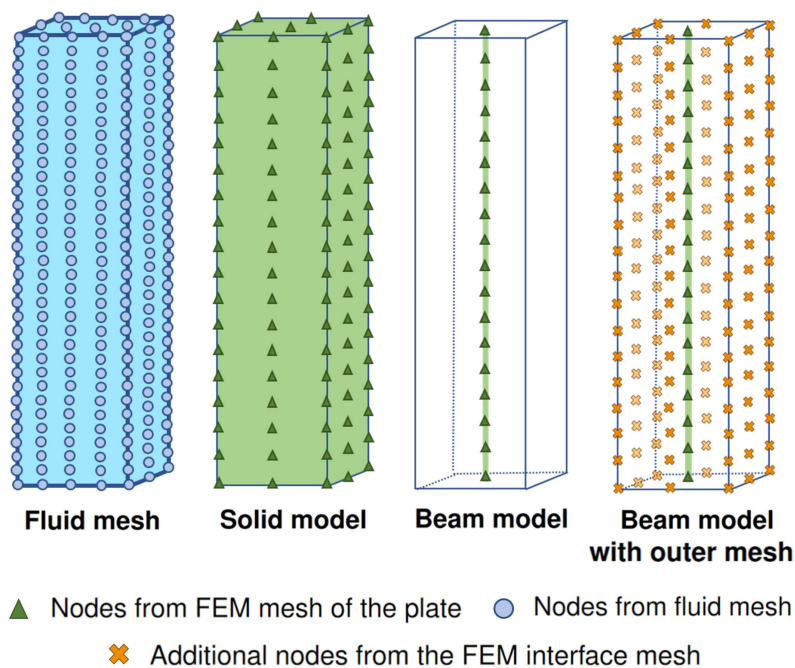 Fluid mesh
Solid model
Beam model
Beam model
with outer mesh
Nodes from FEM mesh of the plate
Nodes from fluid mesh
Additional nodes from the FEM interface mesh